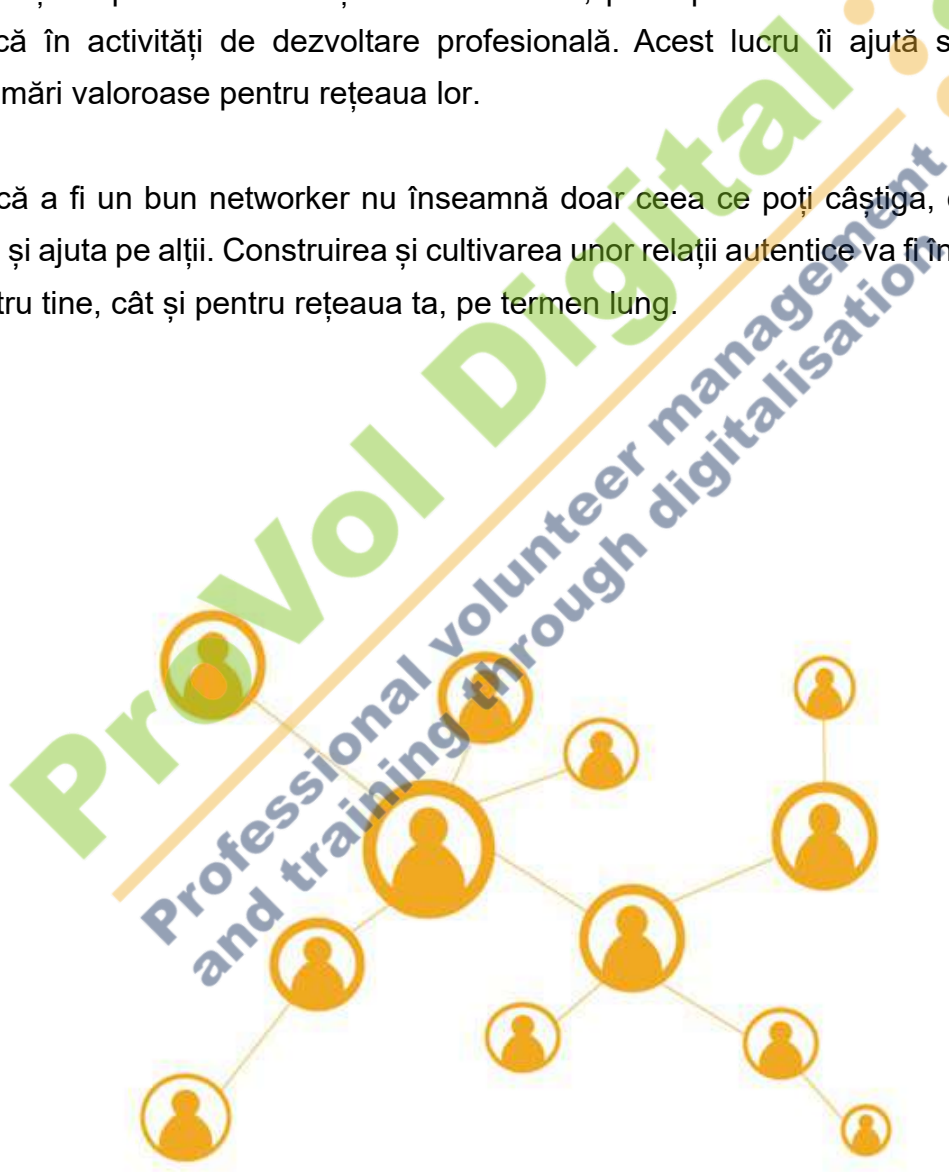 că în activități de dezvoltare profesională. Acest lucru îi ajută s
mări valoroase pentru rețeaua lor.
că a fi un bun networker nu înseamnă doar ceea ce poți câștiga,
și ajuta pe alții. Construirea și cultivarea unor relații autentice va fi în
tru tine, cât și pentru rețeaua ta, pe termen lung.
ProVol Digital
Professional volunteer management
and training through digitalisation